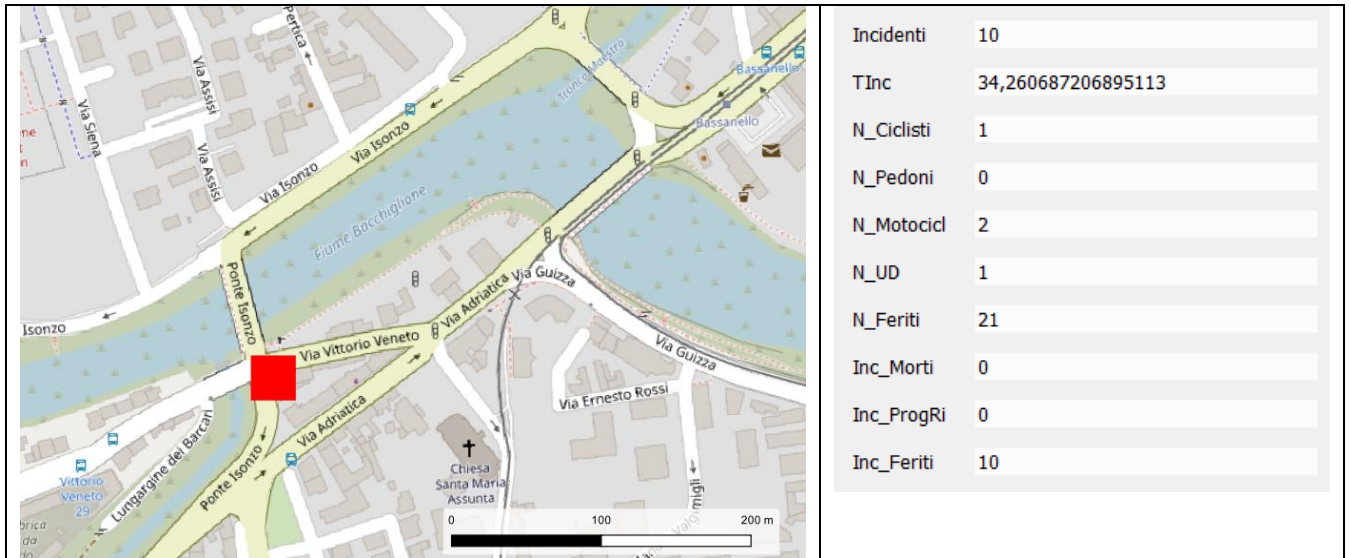 Pertica
Via Assisi
Via Siena
Via Assisi
Via Isonzo
Via Isonzo
Tronco Maestro
Bassanello
Bassanello
Fiume Bacchiglione
Ponte Isonzo
Isonzo
Via Adriatica
Via Guizza
Via Vittorio Veneto
Via Guizza
Via Ernesto Rossi
Via Adriatica
Lungargine dei Barcari
Ponte Isonzo
Vittorio
Veneto
29
Chiesa
Santa Maria
Assunta
0 100 200 m
Incidenti 10
TInc 34,260687206895113
N_Ciclisti 1
N_Pedoni 0
N_Motocicl 2
N_UD 1
N_Feriti 21
Inc_Morti 0
Inc_ProgRi 0
Inc_Feriti 10